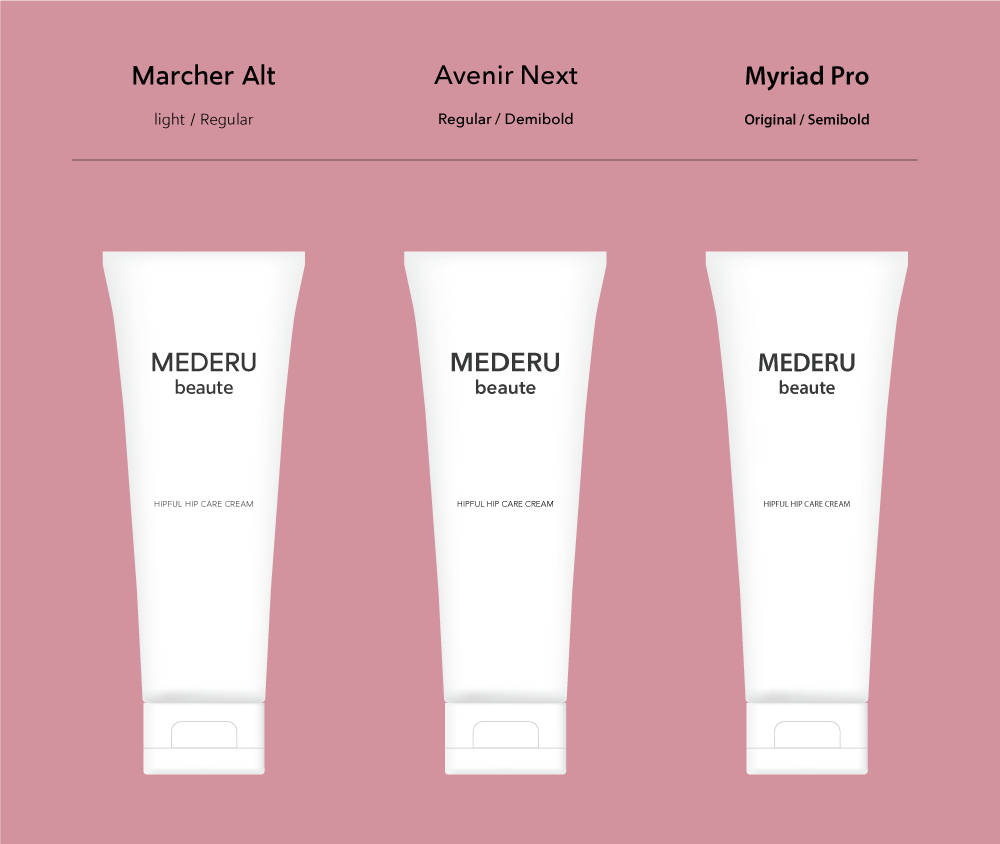 Marcher Alt
Avenir Next
Myriad Pro
light / Regular
Regular / Demibold
Original / Semibold
MEDERU
beaute
HIPFUL HIP CARE CREAM
MEDERU
beaute
HIPFUL HIP CARE CREAM
MEDERU
beaute
HIPFUL HIP CARE CREAM